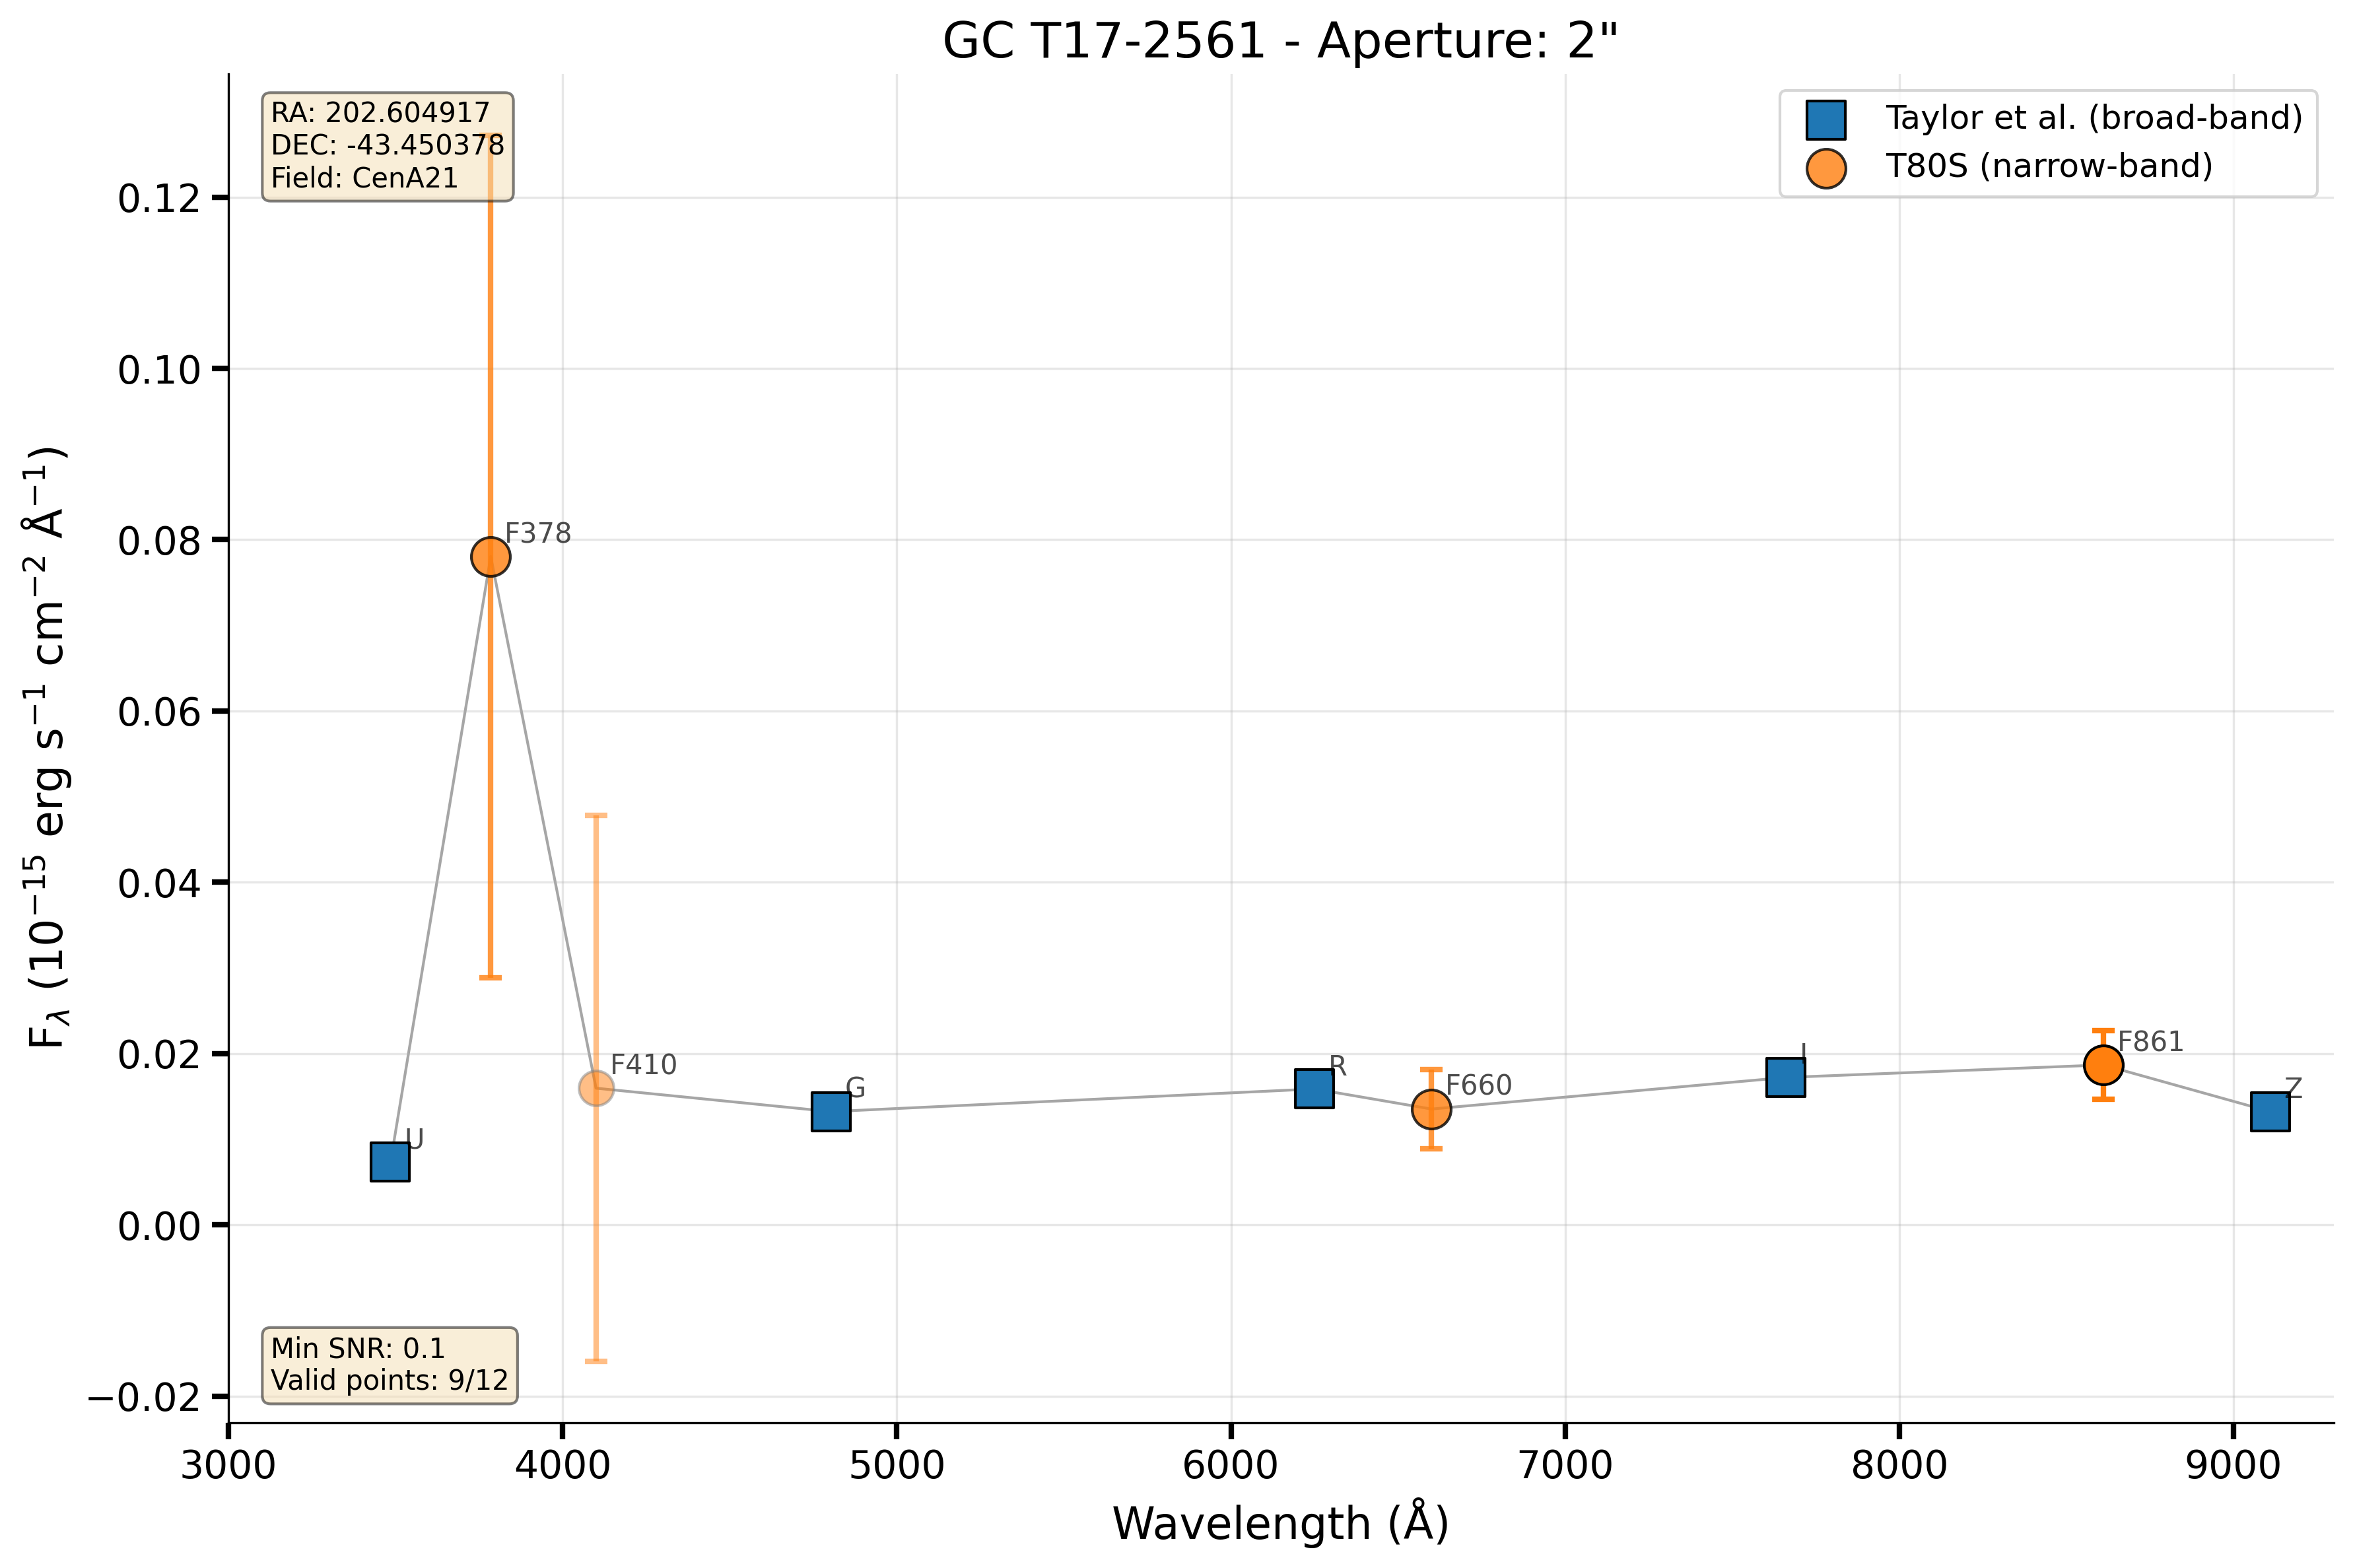 GC T17-2561 - Aperture: 2"
RA: 202.604917
DEC: -43.450378
Field: CenA21
Taylor et al. (broad-band)
T80S (narrow-band)
0.12
0.10
0.08
0.06
0.04
0.02
0.00
−0.02
F_λ (10⁻¹⁵ erg s⁻¹ cm⁻² Å⁻¹)
F378
F410
U
G
R
F660
I
F861
Z
Min SNR: 0.1
Valid points: 9/12
3000 4000 5000 6000 7000 8000 9000
Wavelength (Å)